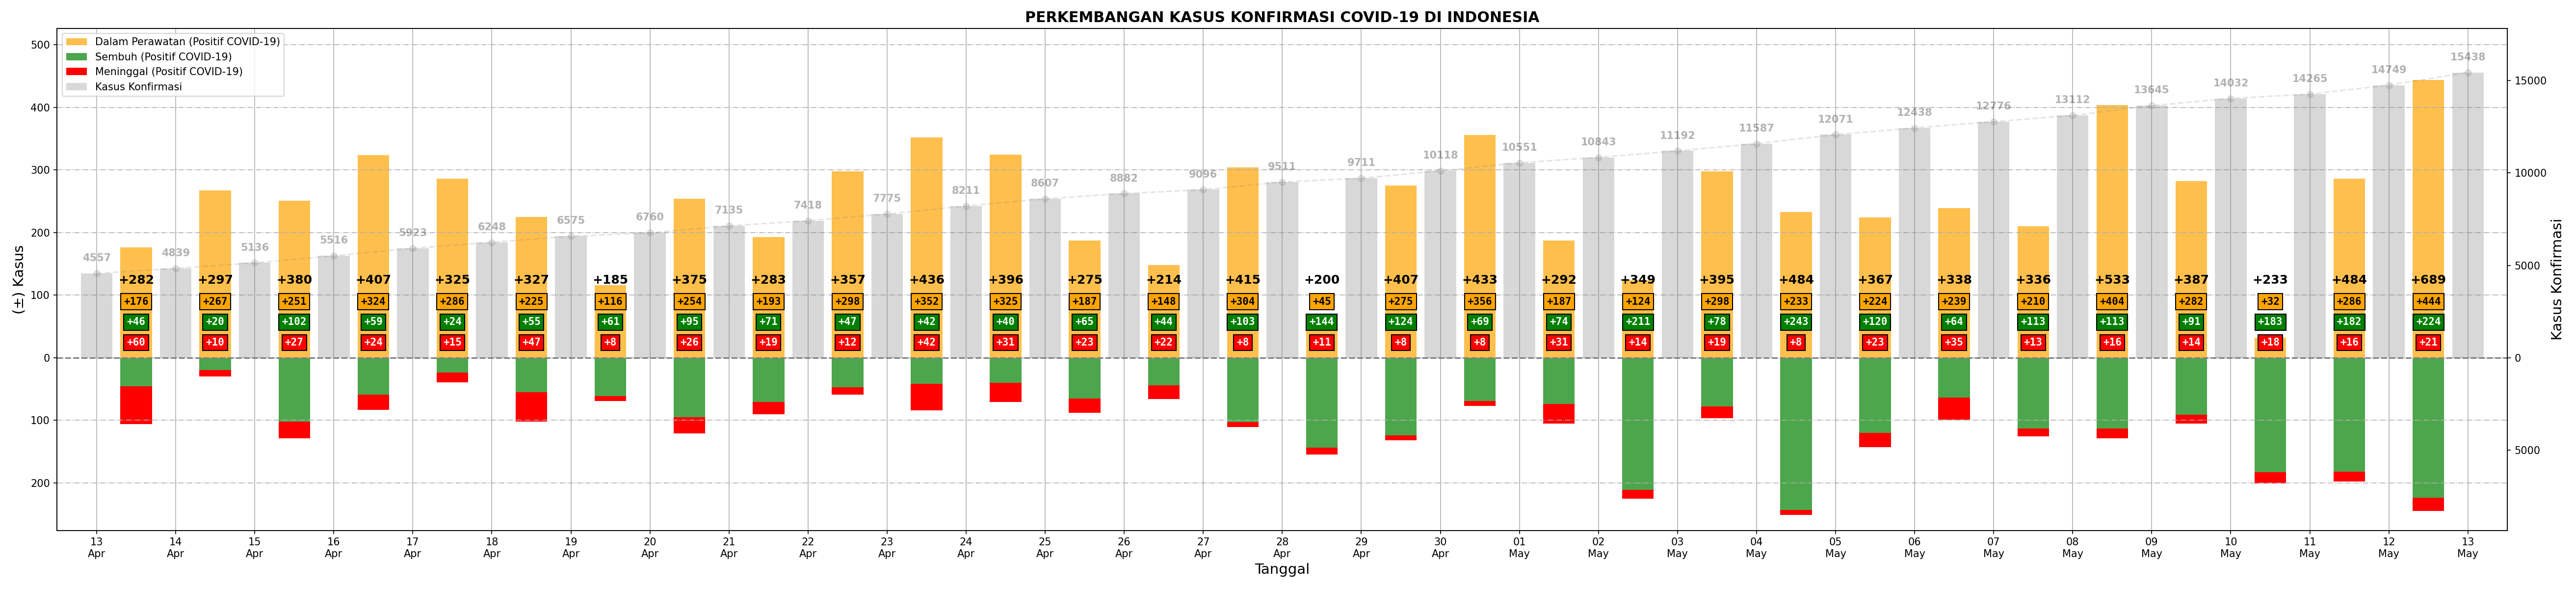 PERKEMBANGAN KASUS KONFIRMASI COVID-19 DI INDONESIA
Dalam Perawatan (Positif COVID-19)
Sembuh (Positif COVID-19)
Meninggal (Positif COVID-19)
Kasus Konfirmasi
(±) Kasus
500
400
300
200
100
0
100
200
15000
10000
5000
0
5000
Kasus Konfirmasi
4557 4839 5136 5516 5923 6248 6575 6760 7135 7418 7775 8211 8607 8882 9096 9511 9711 10118 10551 10843 11192 11587 12071 12438 12776 13112 13645 14032 14265 14749 15438
+282 +297 +380 +407 +325 +327 +185 +375 +283 +357 +436 +396 +275 +214 +415 +200 +407 +433 +292 +349 +395 +484 +367 +338 +336 +533 +387 +233 +484 +689
+176 +267 +251 +324 +286 +225 +116 +254 +193 +298 +352 +325 +187 +148 +304 +45 +275 +356 +187 +124 +298 +233 +224 +239 +210 +404 +282 +32 +286 +444
+46 +20 +102 +59 +24 +55 +61 +95 +71 +47 +42 +40 +65 +44 +103 +144 +124 +69 +74 +211 +78 +243 +120 +64 +113 +113 +91 +183 +182 +224
+60 +10 +27 +24 +15 +47 +8 +26 +19 +12 +42 +31 +23 +22 +8 +11 +8 +8 +31 +14 +19 +8 +23 +35 +13 +16 +14 +18 +16 +21
13 14 15 16 17 18 19 20 21 22 23 24 25 26 27 28 29 30 01 02 03 04 05 06 07 08 09 10 11 12 13
Apr Apr Apr Apr Apr Apr Apr Apr Apr Apr Apr Apr Apr Apr Apr Apr Apr Apr May May May May May May May May May May May May May
Tanggal